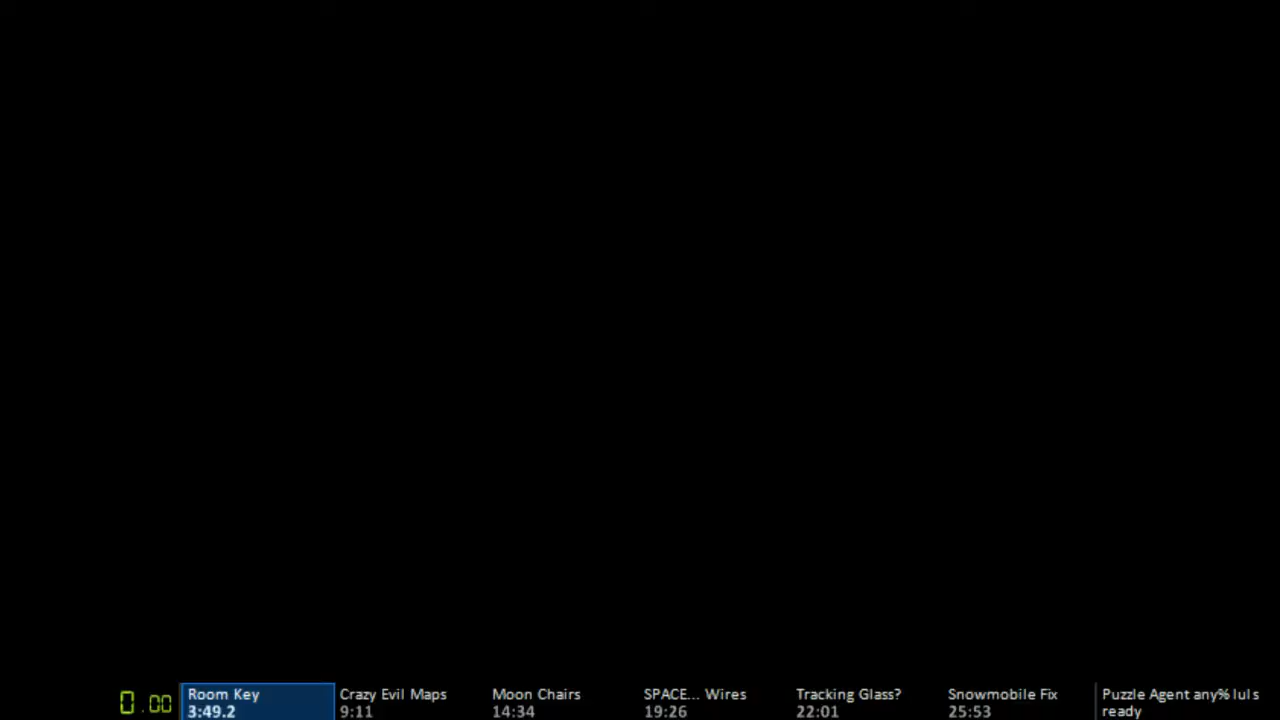 0.00
Room Key
3:49.2
Crazy Evil Maps
9:11
Moon Chairs
14:34
SPACE... Wires
19:26
Tracking Glass?
22:01
Snowmobile Fix
25:53
Puzzle Agent any% lul s
ready